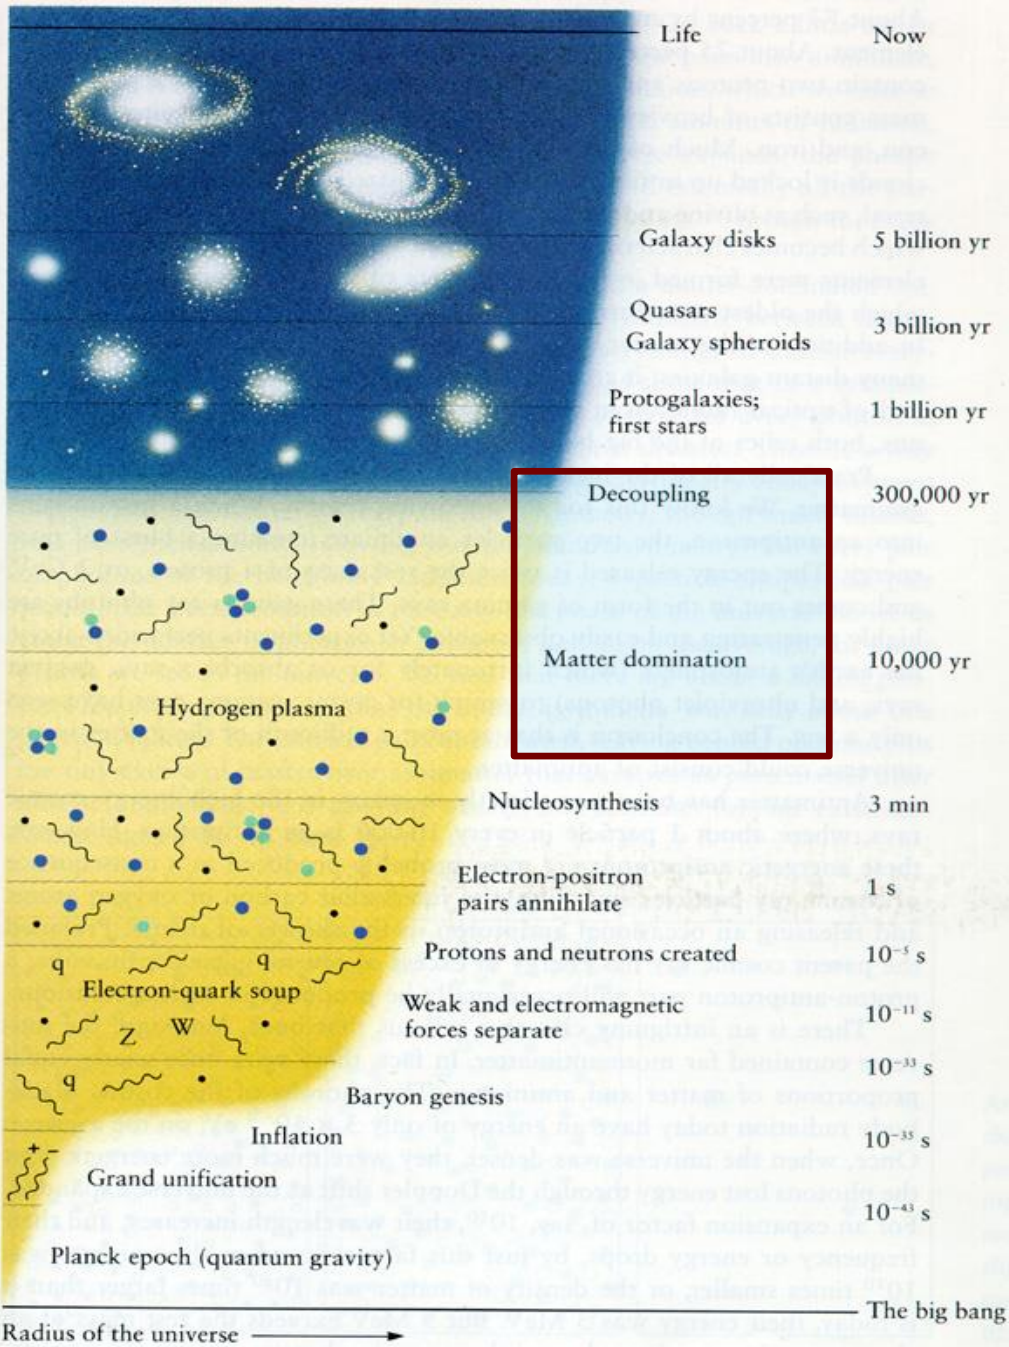 Life Now
Galaxy disks 5 billion yr
Quasars
Galaxy spheroids 3 billion yr
Protogalaxies;
first stars 1 billion yr
Decoupling 300,000 yr
Matter domination 10,000 yr
Hydrogen plasma
Nucleosynthesis 3 min
Electron-positron
pairs annihilate 1 s
Protons and neutrons created 10⁻⁵ s
q q
Electron-quark soup
Weak and electromagnetic
forces separate 10⁻¹¹ s
Z W
10⁻³³ s
q
Baryon genesis
Inflation 10⁻³⁵ s
+ −
Grand unification
10⁻⁴³ s
Planck epoch (quantum gravity)
The big bang
Radius of the universe